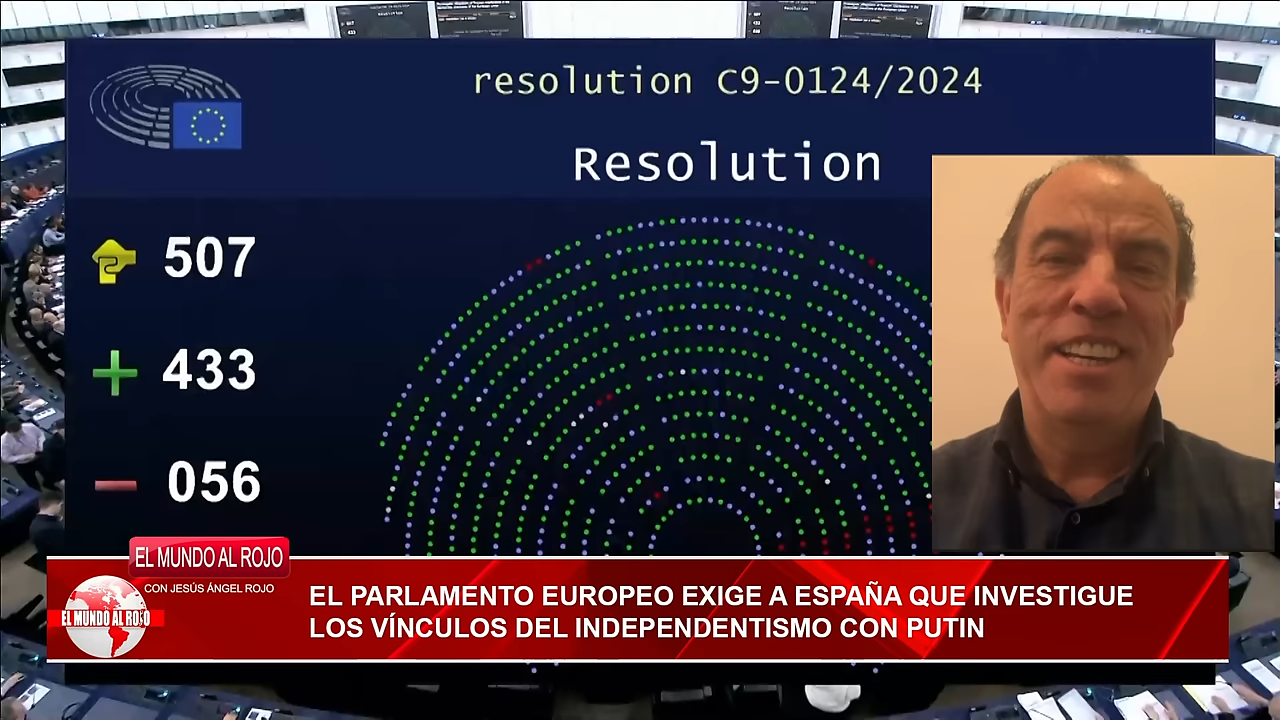 resolution C9-0124/2024
Resolution
507
433
056
EL MUNDO AL ROJO
CON JESÚS ÁNGEL ROJO
EL MUNDO AL ROJO
EL PARLAMENTO EUROPEO EXIGE A ESPAÑA QUE INVESTIGUE
LOS VÍNCULOS DEL INDEPENDENTISMO CON PUTIN